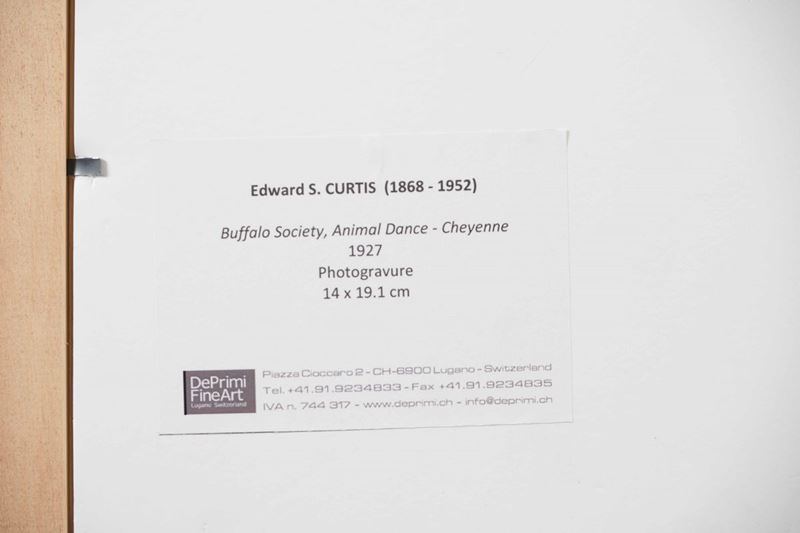 Edward S. CURTIS (1868 - 1952)
Buffalo Society, Animal Dance - Cheyenne
1927
Photogravure
14 x 19.1 cm
DePrimi
FineArt
Lugano Switzerland
Piazza Cioccaro 2 - CH-6900 Lugano - Switzerland
Tel. +41.91.9234833 - Fax +41.91.9234835
IVA n. 744 317 - www.deprimi.ch - info@deprimi.ch